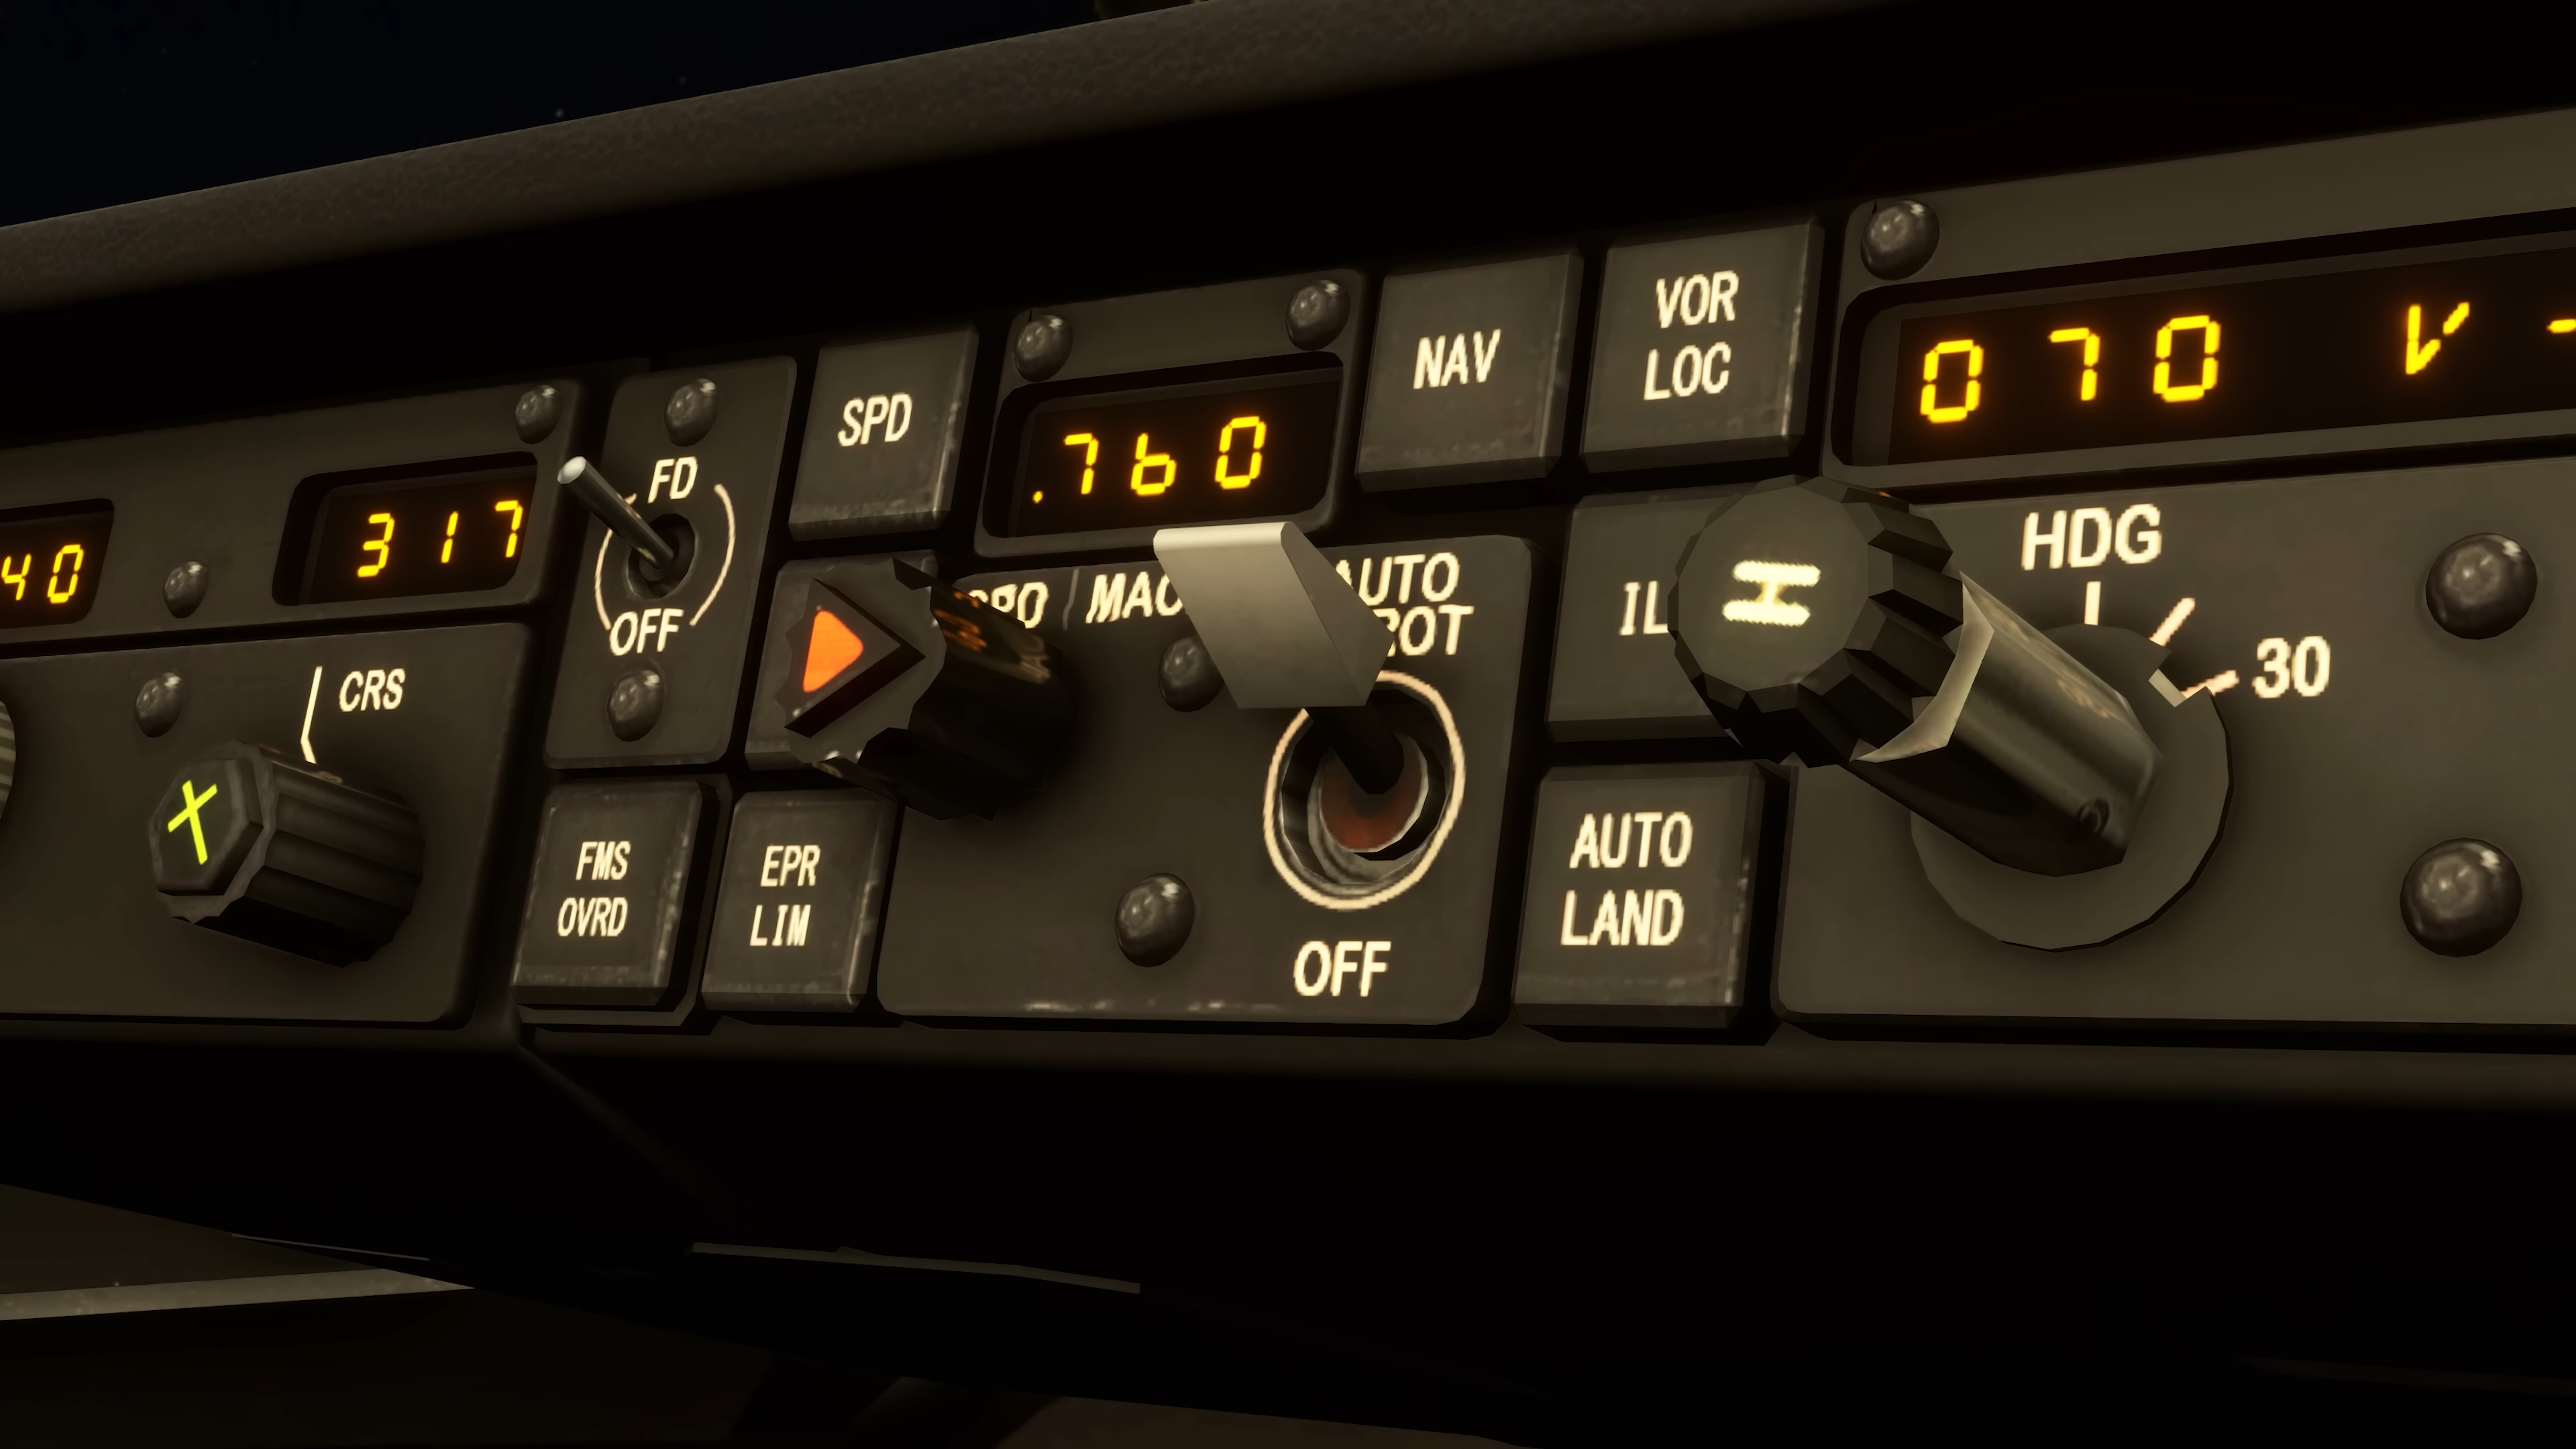 40
317
CRS
FD
OFF
SPD
.760
NAV
VOR
LOC
070 V -
SPD
AUTO
OFF
FMS
OVRD
EPR
LIM
AUTO
LAND
HDG
30